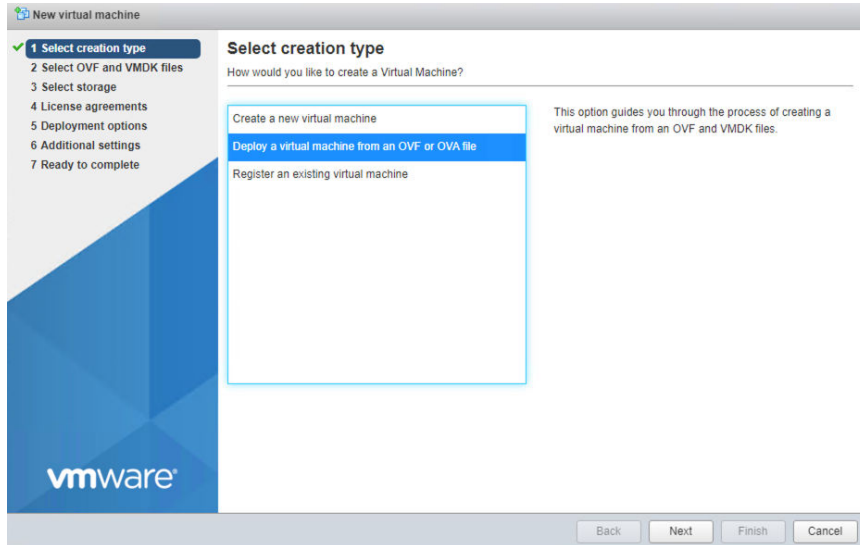 New virtual machine
1 Select creation type
2 Select OVF and VMDK files
3 Select storage
4 License agreements
5 Deployment options
6 Additional settings
7 Ready to complete
vmware®
Select creation type
How would you like to create a Virtual Machine?
Create a new virtual machine
Deploy a virtual machine from an OVF or OVA file
Register an existing virtual machine
This option guides you through the process of creating a
virtual machine from an OVF and VMDK files.
Back Next Finish Cancel